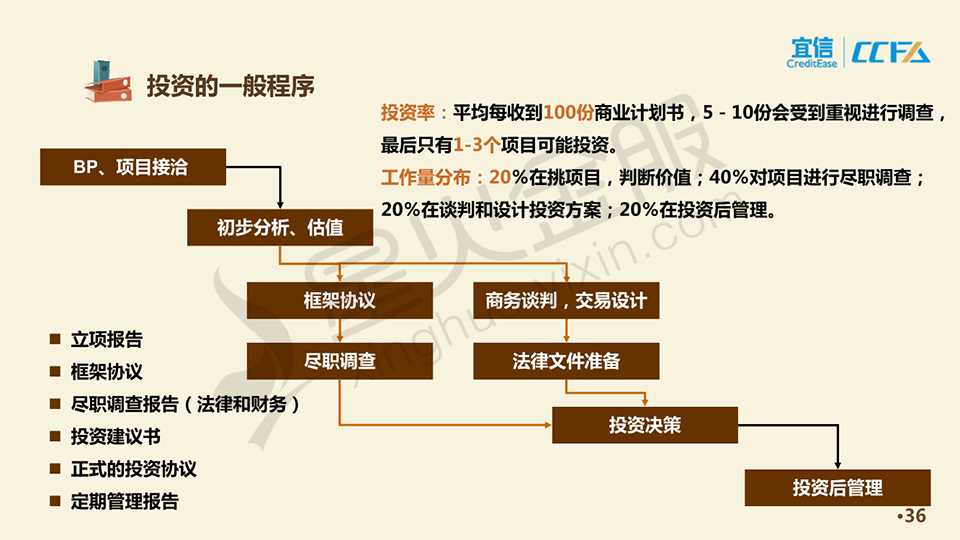 宜信
CreditEase
CCFA
投资的一般程序
投资率：平均每收到100份商业计划书，5－10份会受到重视进行调查，
最后只有1-3个项目可能投资。
工作量分布：20%在挑项目，判断价值；40%对项目进行尽职调查；
20%在谈判和设计投资方案；20%在投资后管理。
BP、项目接洽
初步分析、估值
框架协议
商务谈判，交易设计
尽职调查
法律文件准备
投资决策
投资后管理
■ 立项报告
■ 框架协议
■ 尽职调查报告（法律和财务）
■ 投资建议书
■ 正式的投资协议
■ 定期管理报告
星火金服
•36